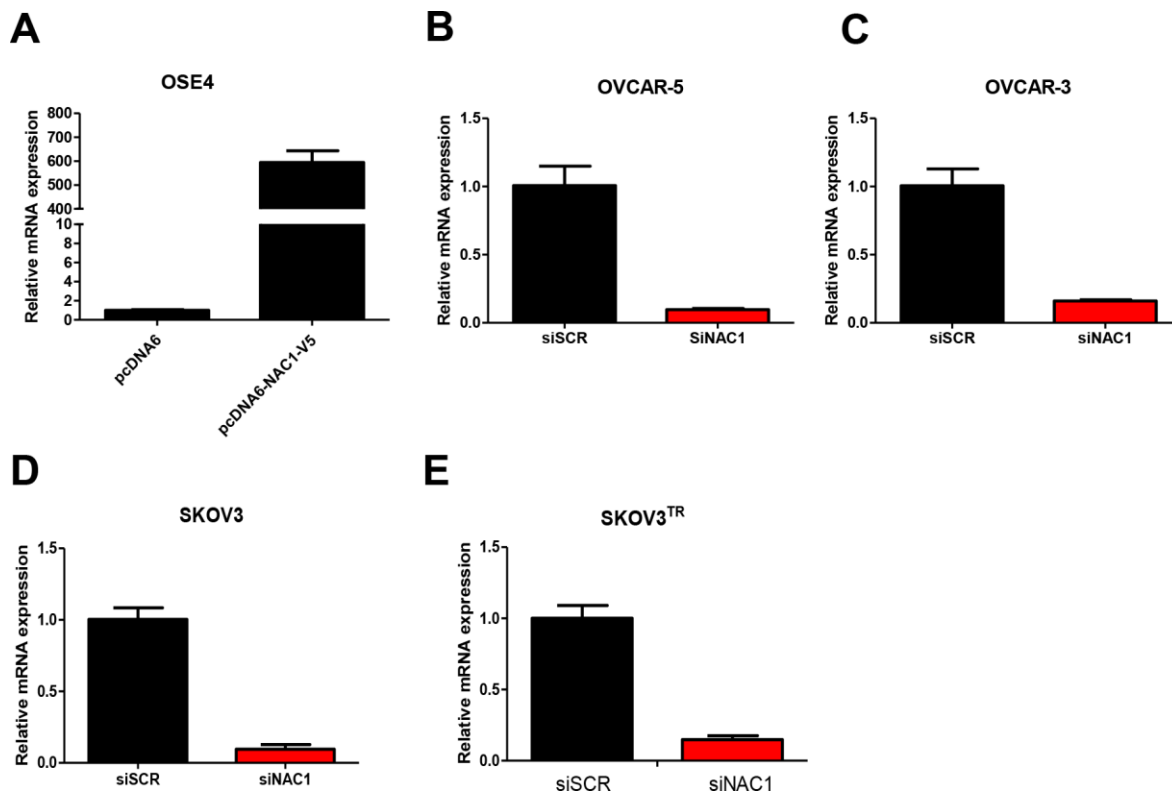 A
OSE4
Relative mRNA expression
800
700
600
500
400
10
8
6
4
2
0
pcDNA6
pcDNA6-NAC1-V5
B
OVCAR-5
Relative mRNA expression
1.5
1.0
0.5
0.0
siSCR
SiNAC1
C
OVCAR-3
Relative mRNA expression
1.5
1.0
0.5
0.0
siSCR
siNAC1
D
SKOV3
Relative mRNA expression
1.5
1.0
0.5
0.0
siSCR
siNAC1
E
SKOV3TR
Relative mRNA expression
1.5
1.0
0.5
0.0
siSCR
siNAC1